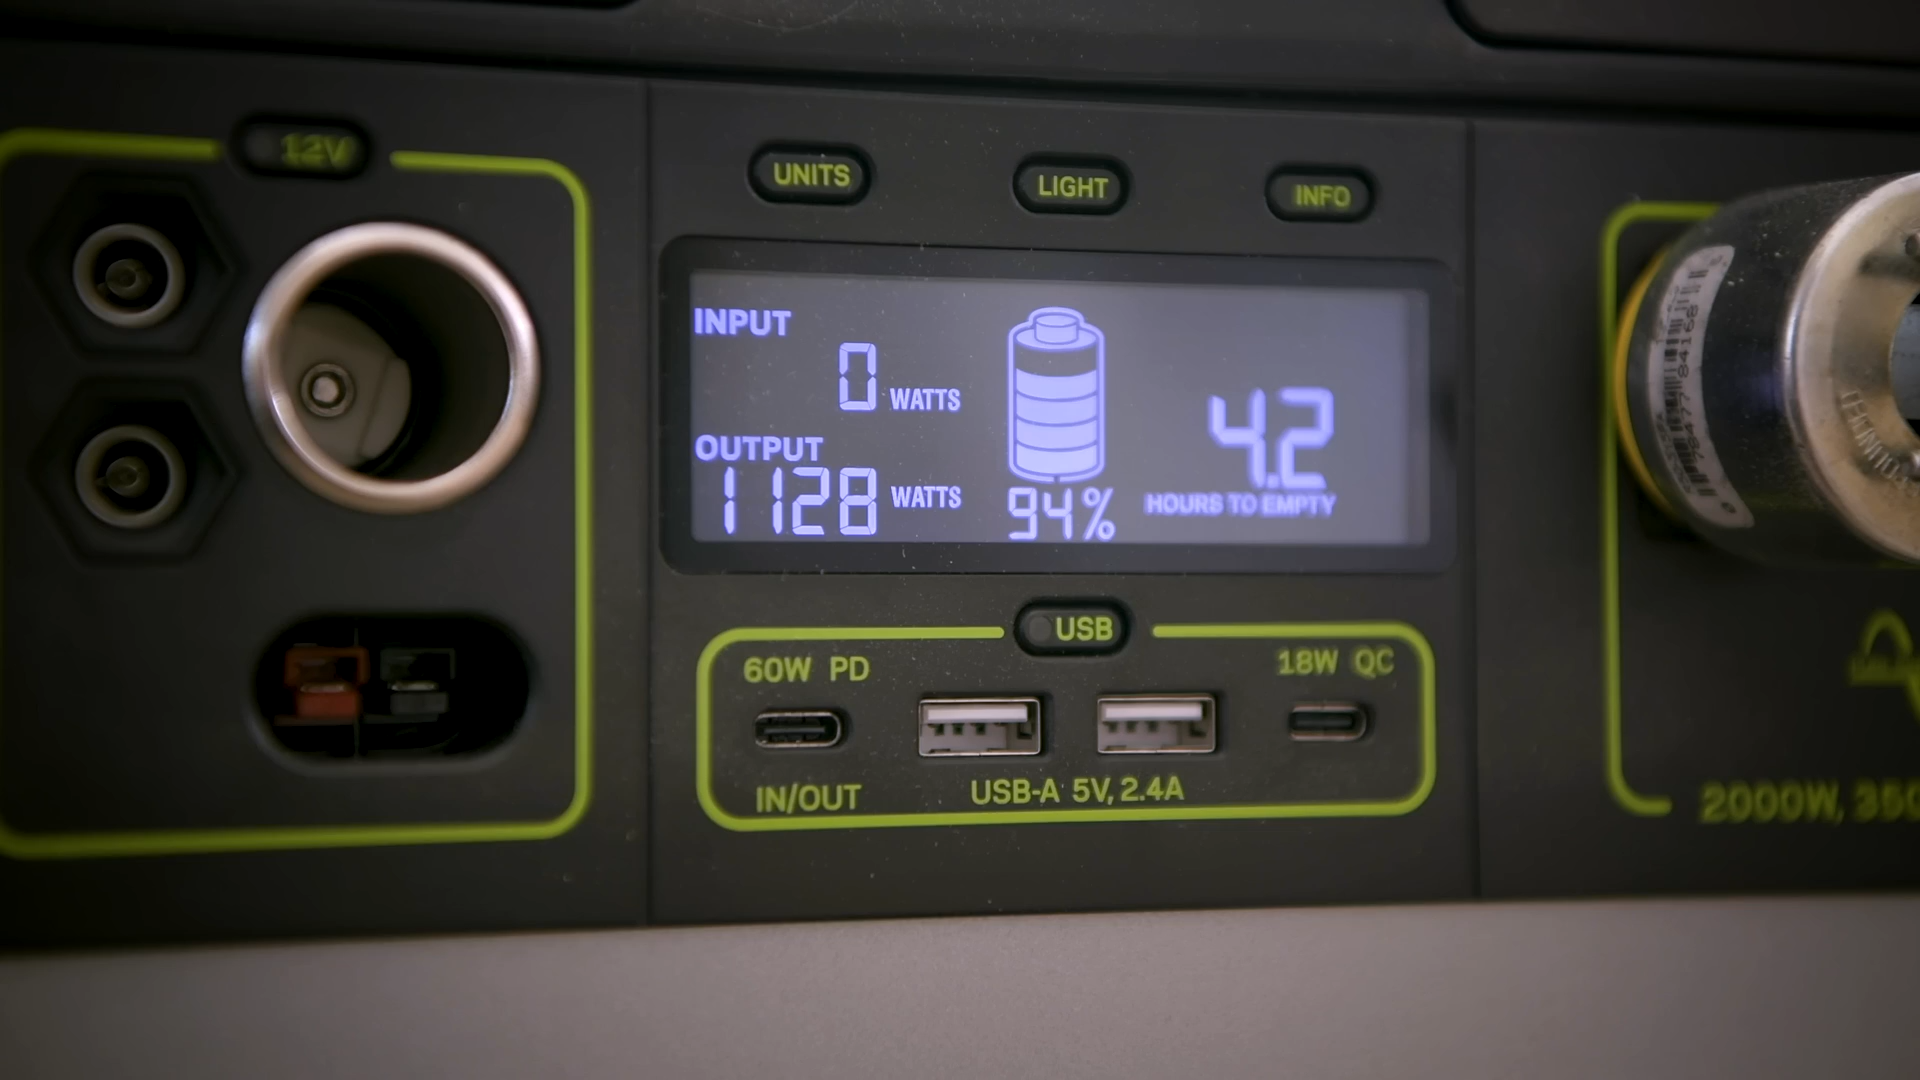 12V
UNITS
LIGHT
INFO
INPUT
0 WATTS
OUTPUT
1128 WATTS
94%
4.2
HOURS TO EMPTY
USB
60W PD
18W QC
IN/OUT
USB-A 5V, 2.4A
2000W,